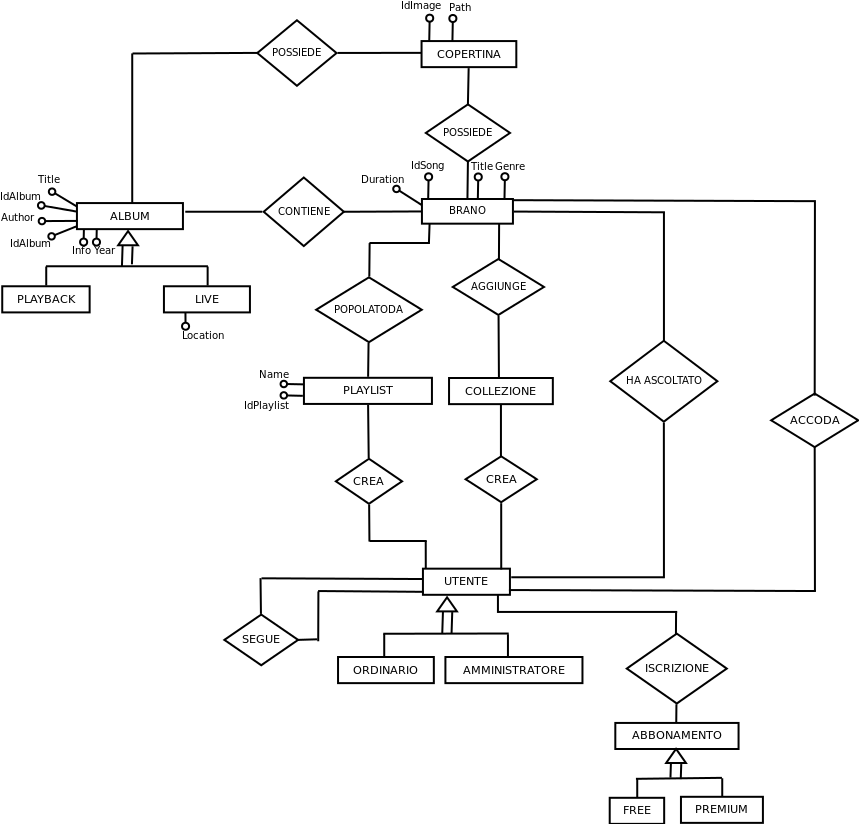 IdImage Path
POSSIEDE
COPERTINA
POSSIEDE
Title
IdAlbum
Author
IdAlbum
Info Year
ALBUM
CONTIENE
Duration
IdSong
Title Genre
BRANO
PLAYBACK
LIVE
Location
POPOLATODA
AGGIUNGE
HA ASCOLTATO
ACCODA
Name
IdPlaylist
PLAYLIST
COLLEZIONE
CREA
CREA
UTENTE
SEGUE
ORDINARIO
AMMINISTRATORE
ISCRIZIONE
ABBONAMENTO
FREE
PREMIUM